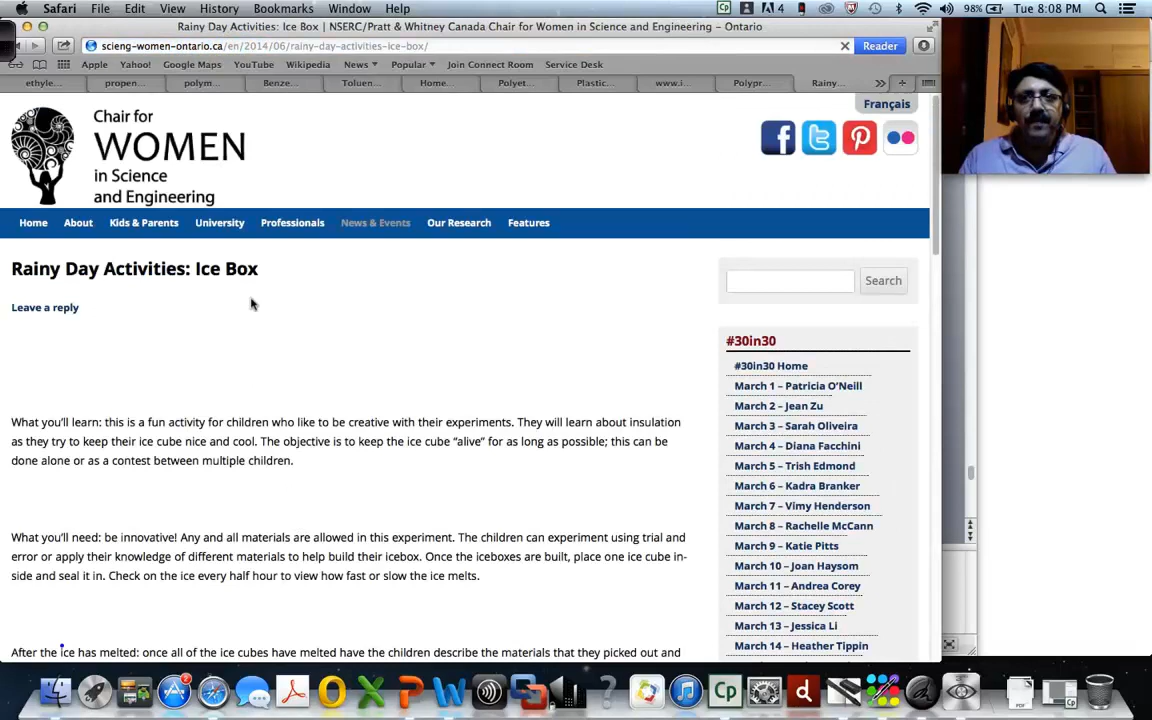 Safari File Edit View History Bookmarks Window Help 4 98% Tue 8:08 PM
Rainy Day Activities: Ice Box | NSERC/Pratt & Whitney Canada Chair for Women in Science and Engineering – Ontario
scieng-women-ontario.ca/en/2014/06/rainy-day-activities-ice-box/ Reader
Apple Yahoo! Google Maps YouTube Wikipedia News Popular Join Connect Room Service Desk
ethyle... propen... polym... Benze... Toluen... Home... Polyet... Plastic... www.i... Polypr... Rainy...
Français
Chair for
WOMEN
in Science
and Engineering
Home About Kids & Parents University Professionals News & Events Our Research Features
Rainy Day Activities: Ice Box
Leave a reply
What you’ll learn: this is a fun activity for children who like to be creative with their experiments. They will learn about insulation
as they try to keep their ice cube nice and cool. The objective is to keep the ice cube “alive” for as long as possible; this can be
done alone or as a contest between multiple children.
What you’ll need: be innovative! Any and all materials are allowed in this experiment. The children can experiment using trial and
error or apply their knowledge of different materials to help build their icebox. Once the iceboxes are built, place one ice cube in-
side and seal it in. Check on the ice every half hour to view how fast or slow the ice melts.
After the ice has melted: once all of the ice cubes have melted have the children describe the materials that they picked out and
Search
#30in30
#30in30 Home
March 1 – Patricia O’Neill
March 2 – Jean Zu
March 3 – Sarah Oliveira
March 4 – Diana Facchini
March 5 – Trish Edmond
March 6 – Kadra Branker
March 7 – Vimy Henderson
March 8 – Rachelle McCann
March 9 – Katie Pitts
March 10 – Joan Haysom
March 11 – Andrea Corey
March 12 – Stacey Scott
March 13 – Jessica Li
March 14 – Heather Tippin